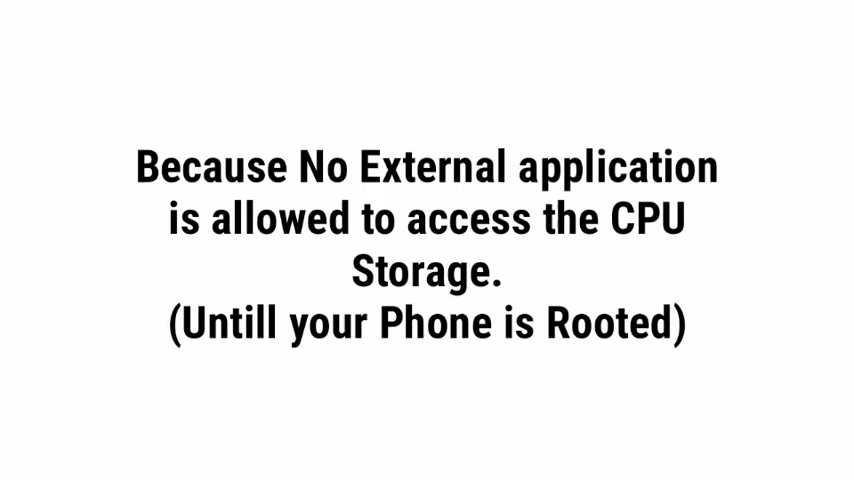 Because No External application
is allowed to access the CPU
Storage.
(Untill your Phone is Rooted)